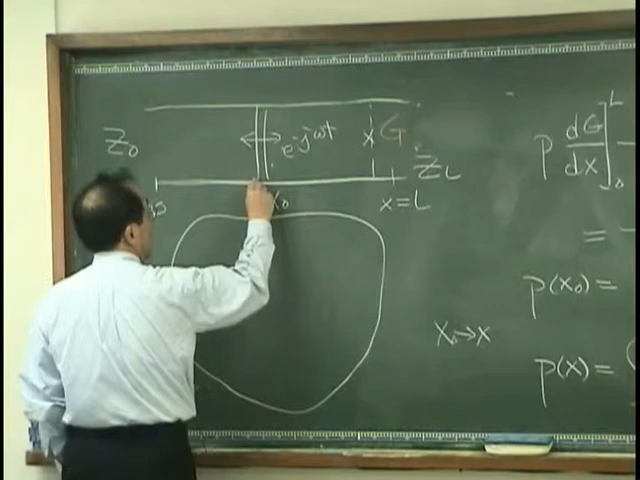 Z₀ e^{-jωt} x G Z_L
x₀ x=L
p dG/dx ]₀^L -
=
p(x₀) =
x₀→x
p(x) =